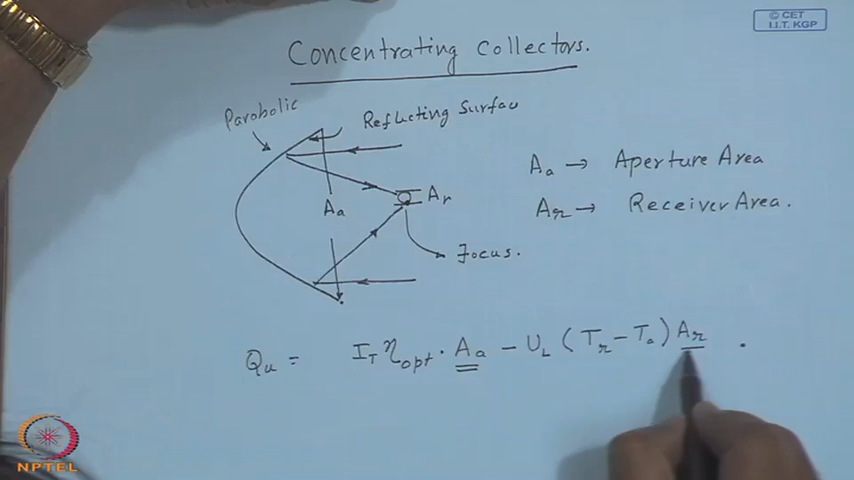 © CET
I.I.T. KGP
Concentrating Collectors.
Parabolic
Reflecting Surfau
Aa → Aperture Area
Ar
Aa
Ar → Receiver Area.
Focus.
Qu = IT ηopt · Aa - UL (Tr - Ta) Ar .
NPTEL